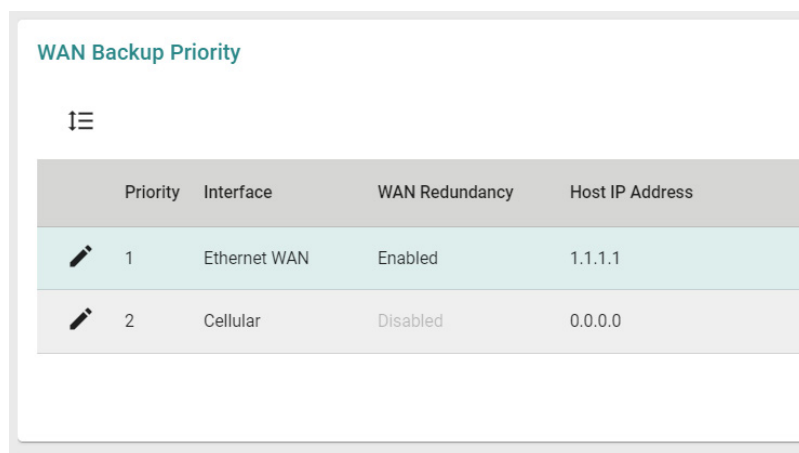 WAN Backup Priority
Priority Interface WAN Redundancy Host IP Address
1 Ethernet WAN Enabled 1.1.1.1
2 Cellular Disabled 0.0.0.0